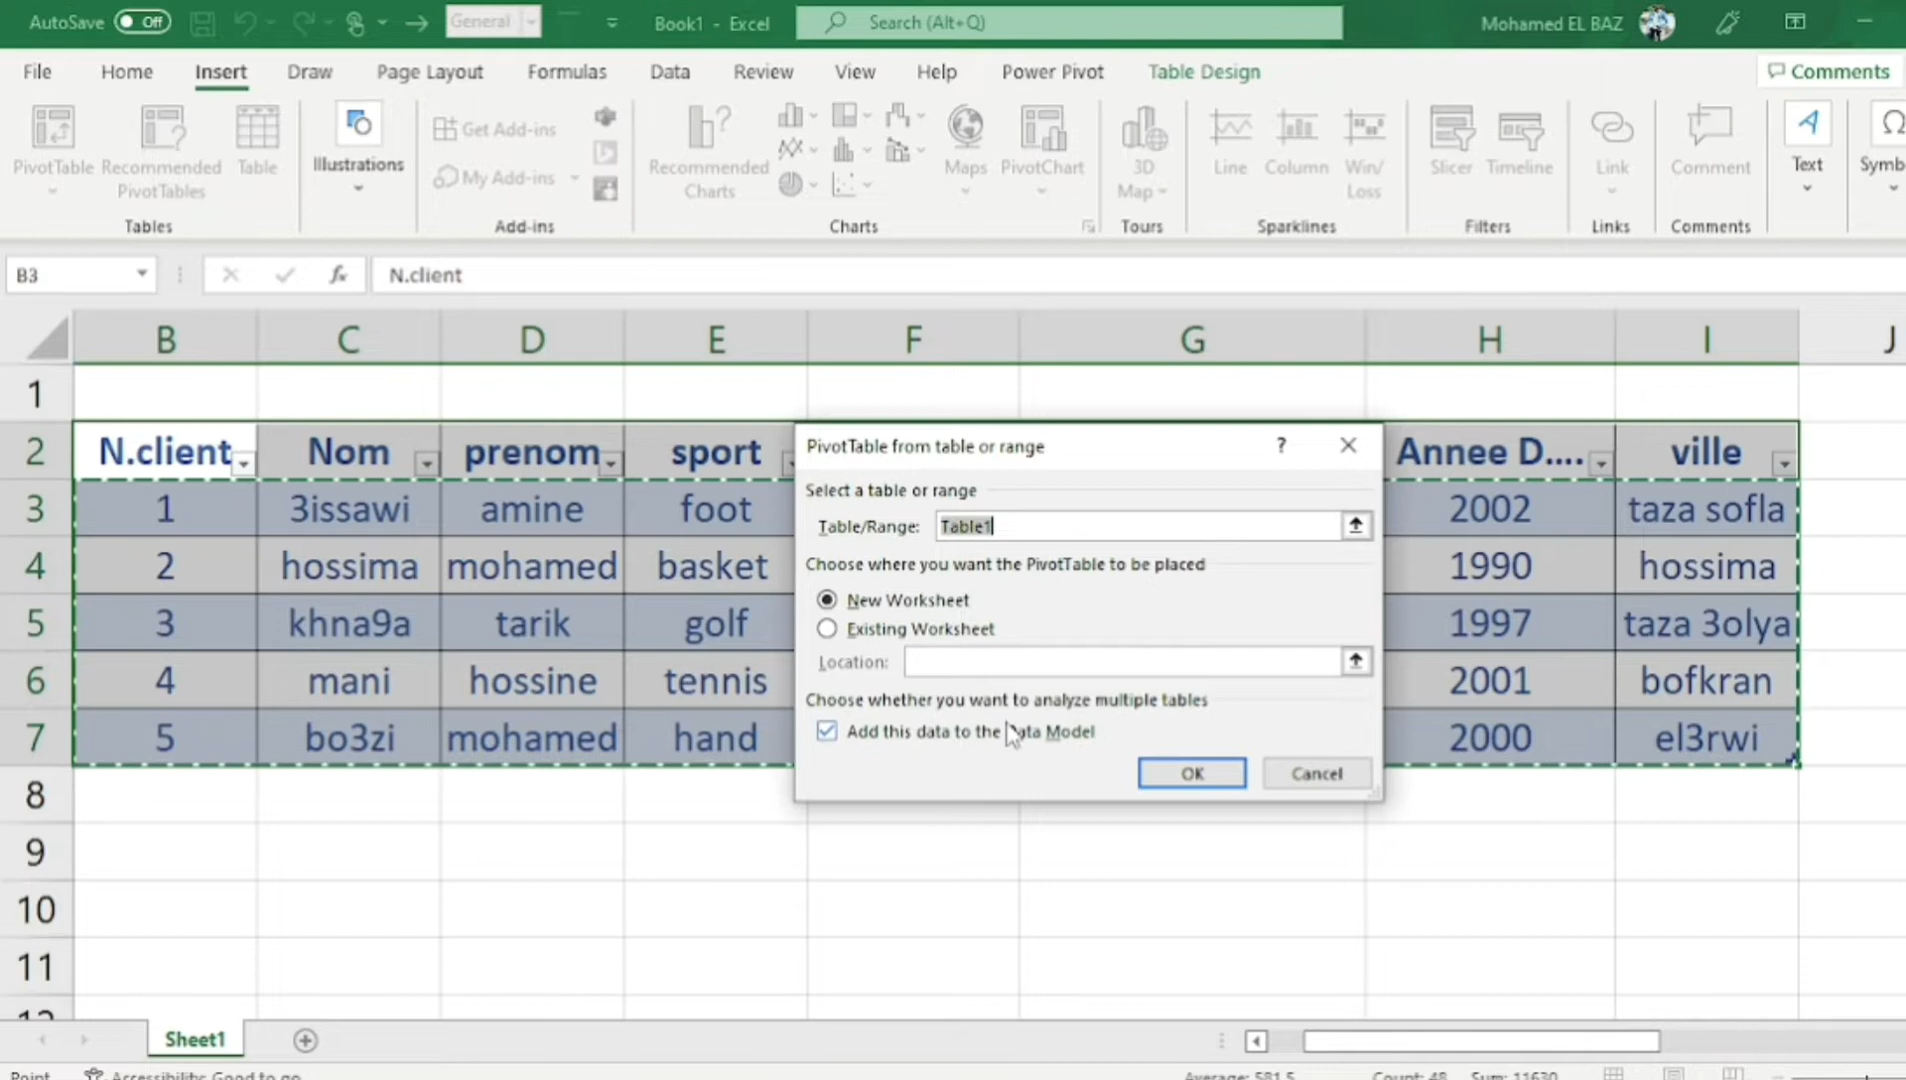 AutoSave Off General Book1 - Excel Search (Alt+Q) Mohamed EL BAZ
File Home Insert Draw Page Layout Formulas Data Review View Help Power Pivot Table Design Comments
PivotTable
Recommended
PivotTables
Table
Illustrations
Get Add-ins
My Add-ins
Recommended
Charts
Maps
PivotChart
3D
Map
Line
Column
Win/
Loss
Slicer
Timeline
Link
Comment
Text
Symb
Tables Add-ins Charts Tours Sparklines Filters Links Comments
B3 fx N.client
B C D E F G H I J
1
2 N.client Nom prenom sport Annee D.... ville
3 1 3issawi amine foot 2002 taza sofla
4 2 hossima mohamed basket 1990 hossima
5 3 khna9a tarik golf 1997 taza 3olya
6 4 mani hossine tennis 2001 bofkran
7 5 bo3zi mohamed hand 2000 el3rwi
8
9
10
11
12
PivotTable from table or range ?
Select a table or range
Table/Range: Table1
Choose where you want the PivotTable to be placed
New Worksheet
Existing Worksheet
Location:
Choose whether you want to analyze multiple tables
Add this data to the Data Model
OK Cancel
Sheet1
Point Accessibility: Good to go Average: 581.5 Count: 48 Sum: 11630